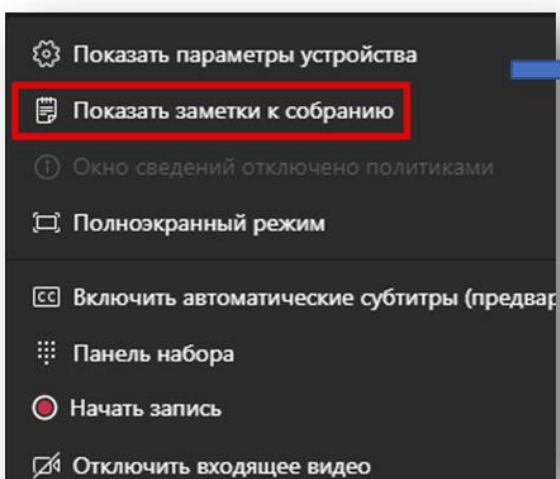 Показать параметры устройства
Показать заметки к собранию
Окно сведений отключено политиками
Полноэкранный режим
Включить автоматические субтитры (предвар
Панель набора
Начать запись
Отключить входящее видео